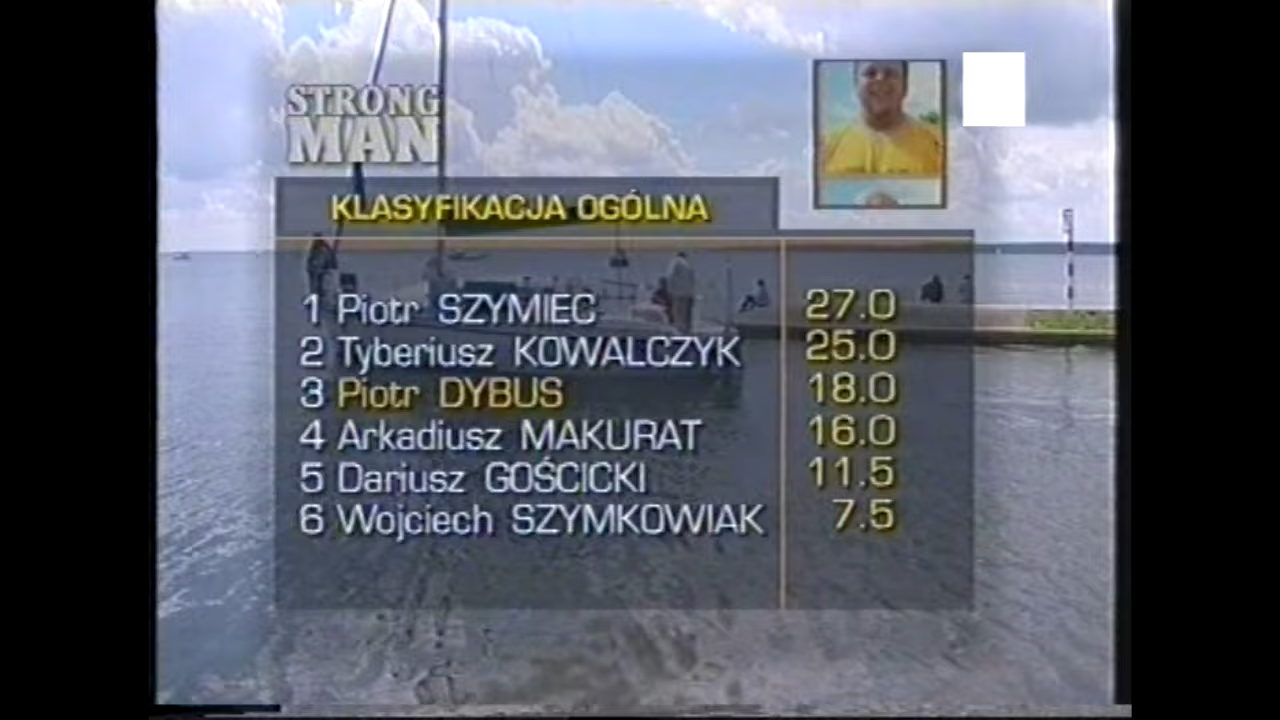 STRONG
MAN
KLASYFIKACJA OGÓLNA
1 Piotr SZYMIEC 27.0
2 Tyberiusz KOWALCZYK 25.0
3 Piotr DYBUS 18.0
4 Arkadiusz MAKURAT 16.0
5 Dariusz GOŚCICKI 11.5
6 Wojciech SZYMKOWIAK 7.5